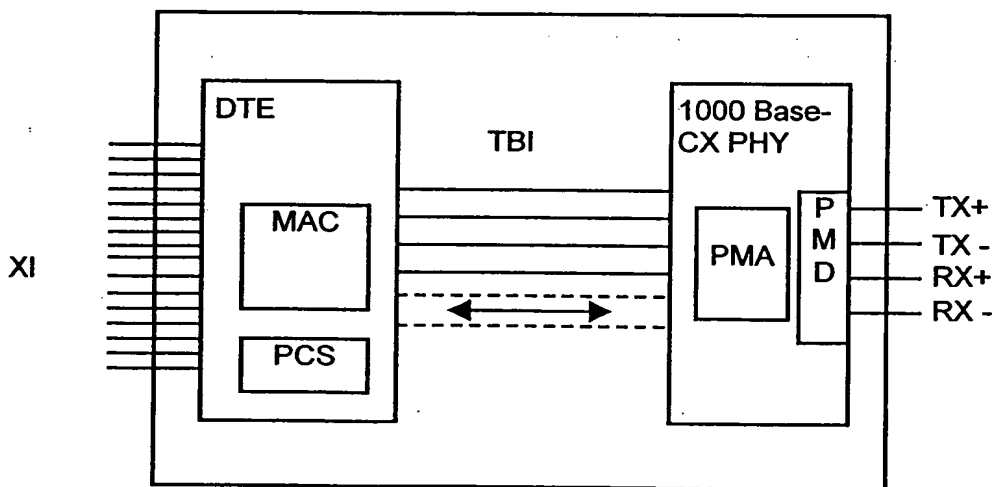 DTE
1000 Base-
CX PHY
TBI
XI
MAC
PCS
PMA
P
M
D
TX+
TX -
RX+
RX -